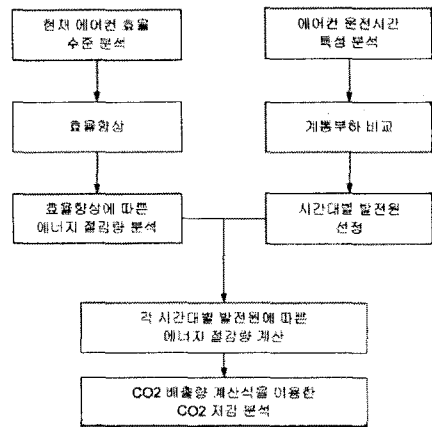 현재 에어컨 효율
수준 분석
에어컨 운전시간
특성 분석
효율향상
계통부하 비교
효율향상에 따른
에너지 절감량 분석
시간대별 발전원
선정
각 시간대별 발전원에 따른
에너지 절감량 계산
CO2 배출량 계산식을 이용한
CO2 저감 분석